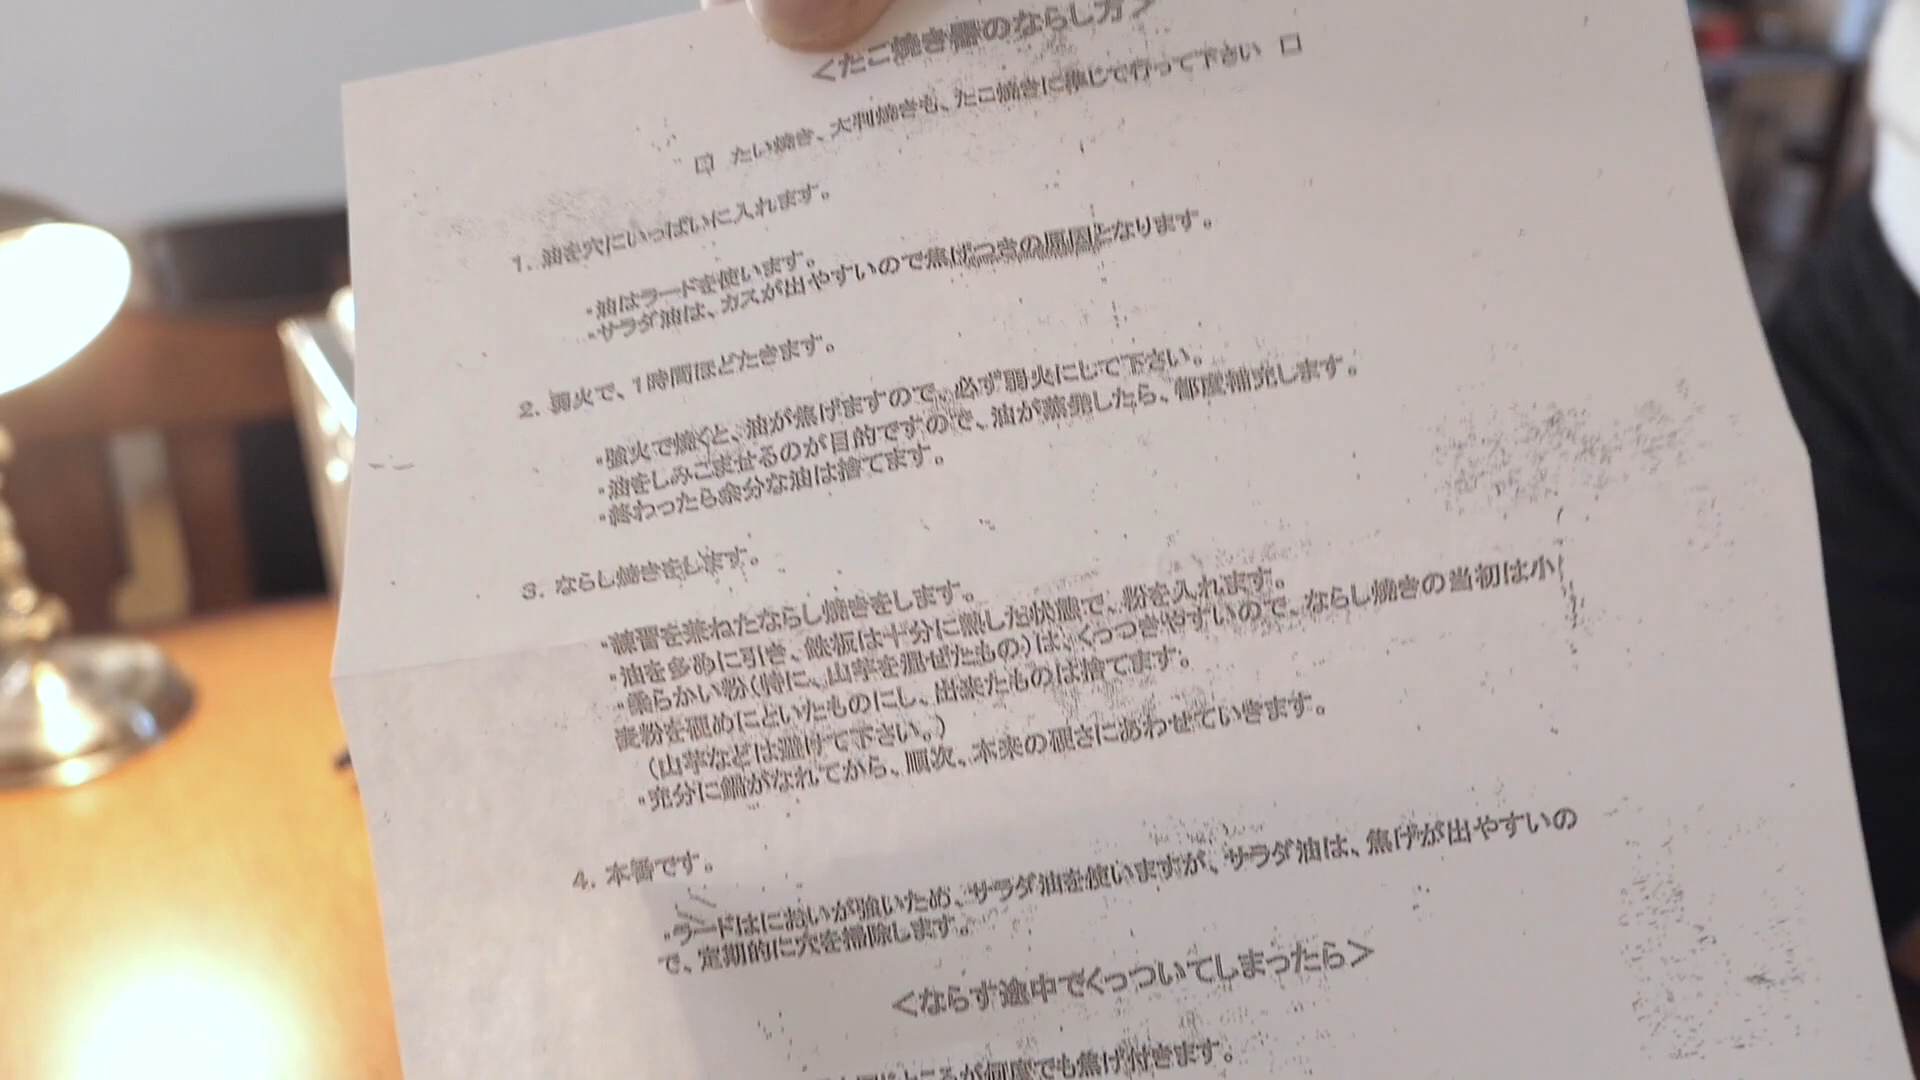 <たこ焼き器のならし方>
□ たい焼き、大判焼きも、たこ焼きに準じて行って下さい □
1. 油を穴にいっぱいに入れます。
・油はラードを使います。
・サラダ油は、カスが出やすいので焦げつきの原因となります。
2. 弱火で、1時間ほどたきます。
・強火で焼くと、油が焦げますので、必ず弱火にして下さい。
・油をしみこませるのが目的ですので、油が蒸発したら、都度補充します。
・終わったら余分な油は捨てます。
3. ならし焼きをします。
・練習を兼ねたならし焼きをします。
・油を多めに引き、鉄板は十分に熱した状態で、粉を入れます。
・柔らかい粉(特に、山芋を混ぜたもの)は、くっつきやすいので、ならし焼きの当初は小
麦粉を硬めにといたものにし、出来たものは捨てます。
(山芋などは避けて下さい。)
・充分に鍋がなれてから、順次、本来の硬さにあわせていきます。
4. 本番です。
・ラードはにおいが強いため、サラダ油を使いますが、サラダ油は、焦げが出やすいの
で、定期的に穴を掃除します。
<ならず途中でくっついてしまったら>
ところが何度でも焦げ付きます。